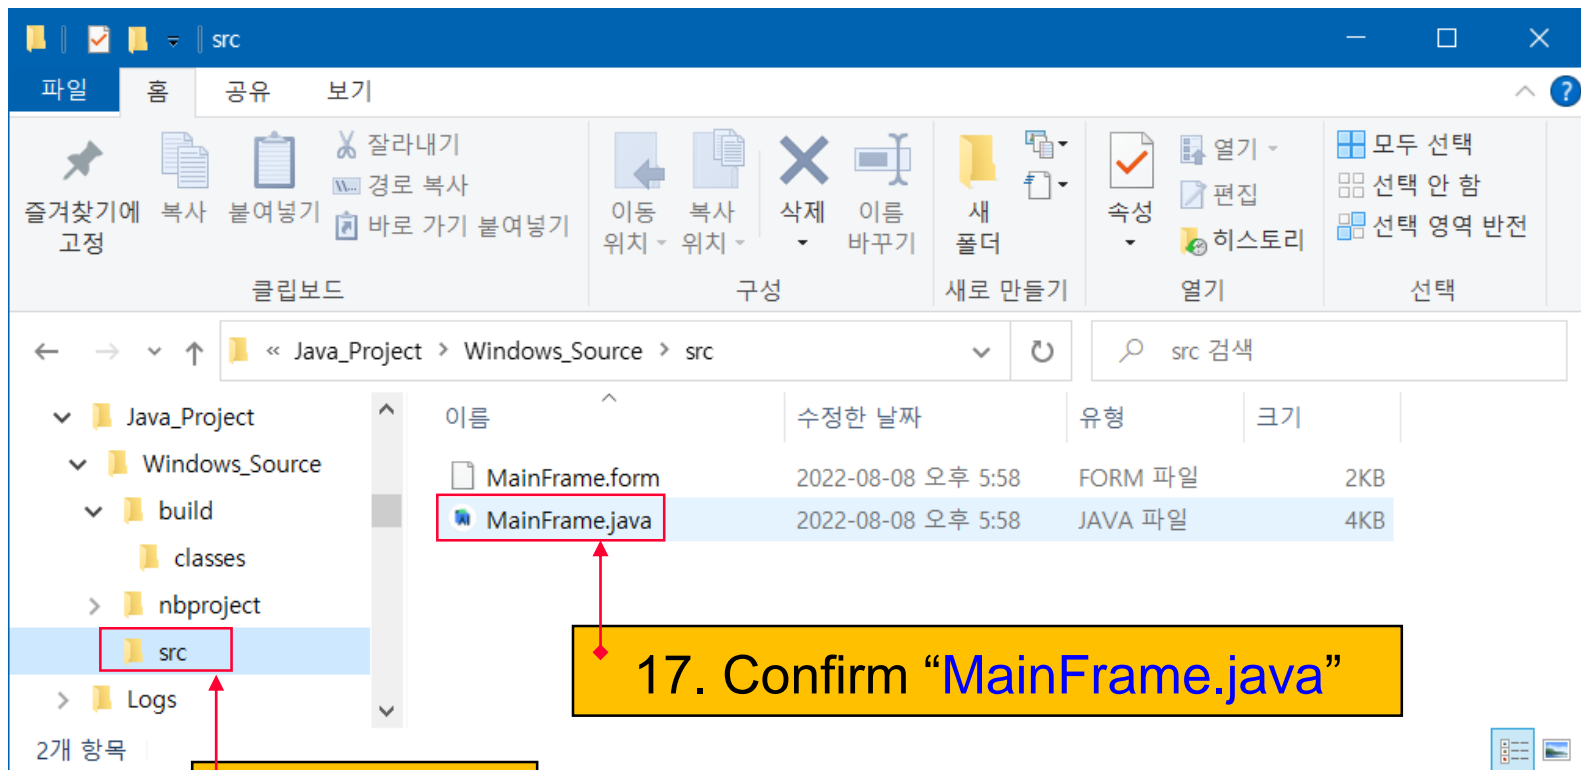 src
파일 홈 공유 보기
즐겨찾기에 고정
복사
붙여넣기
잘라내기
경로 복사
바로 가기 붙여넣기
클립보드
이동 위치
복사 위치
삭제
이름 바꾸기
구성
새 폴더
새로 만들기
속성
열기
편집
히스토리
열기
모두 선택
선택 안 함
선택 영역 반전
선택
« Java_Project > Windows_Source > src
src 검색
Java_Project
Windows_Source
build
classes
nbproject
src
Logs
이름 수정한 날짜 유형 크기
MainFrame.form 2022-08-08 오후 5:58 FORM 파일 2KB
MainFrame.java 2022-08-08 오후 5:58 JAVA 파일 4KB
17. Confirm “MainFrame.java”
2개 항목